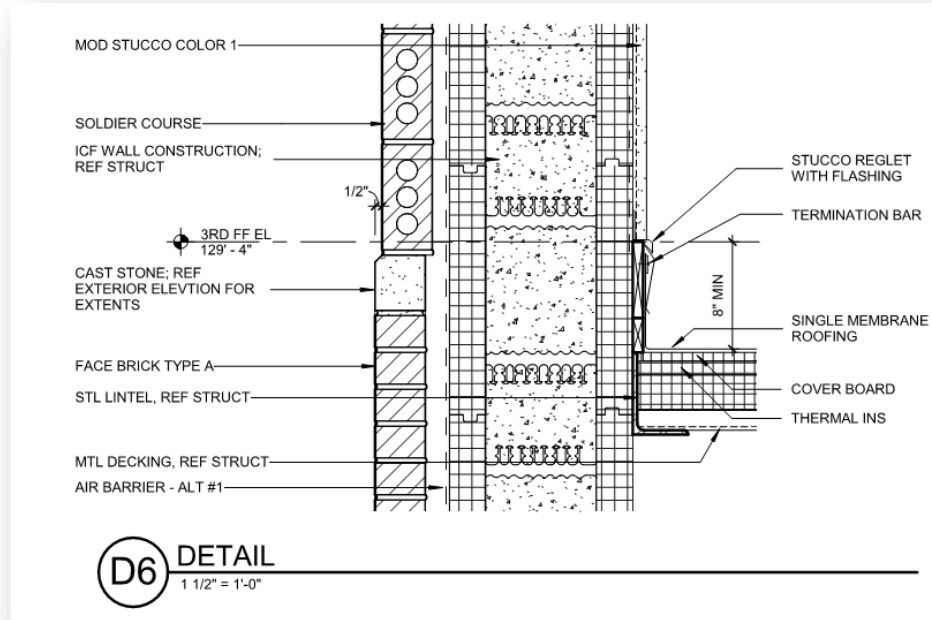 MOD STUCCO COLOR 1
SOLDIER COURSE
ICF WALL CONSTRUCTION;
REF STRUCT
1/2"
3RD FF EL
129' - 4"
CAST STONE; REF
EXTERIOR ELEVTION FOR
EXTENTS
FACE BRICK TYPE A
STL LINTEL, REF STRUCT
MTL DECKING, REF STRUCT
AIR BARRIER - ALT #1
STUCCO REGLET
WITH FLASHING
TERMINATION BAR
8" MIN
SINGLE MEMBRANE
ROOFING
COVER BOARD
THERMAL INS
D6
DETAIL
1 1/2" = 1'-0"